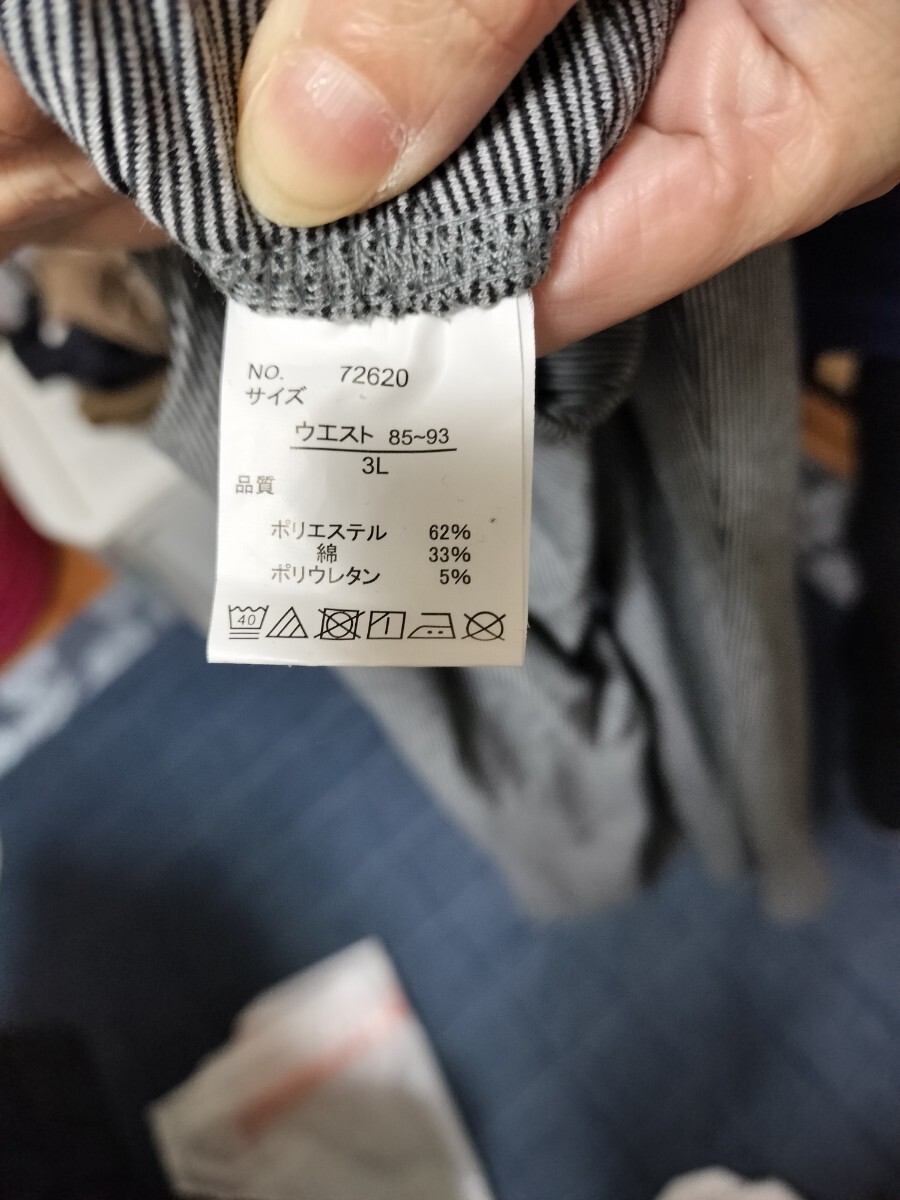 NO. 72620
サイズ
ウエスト 85~93
3L
品質
ポリエステル 62%
綿 33%
ポリウレタン 5%
40